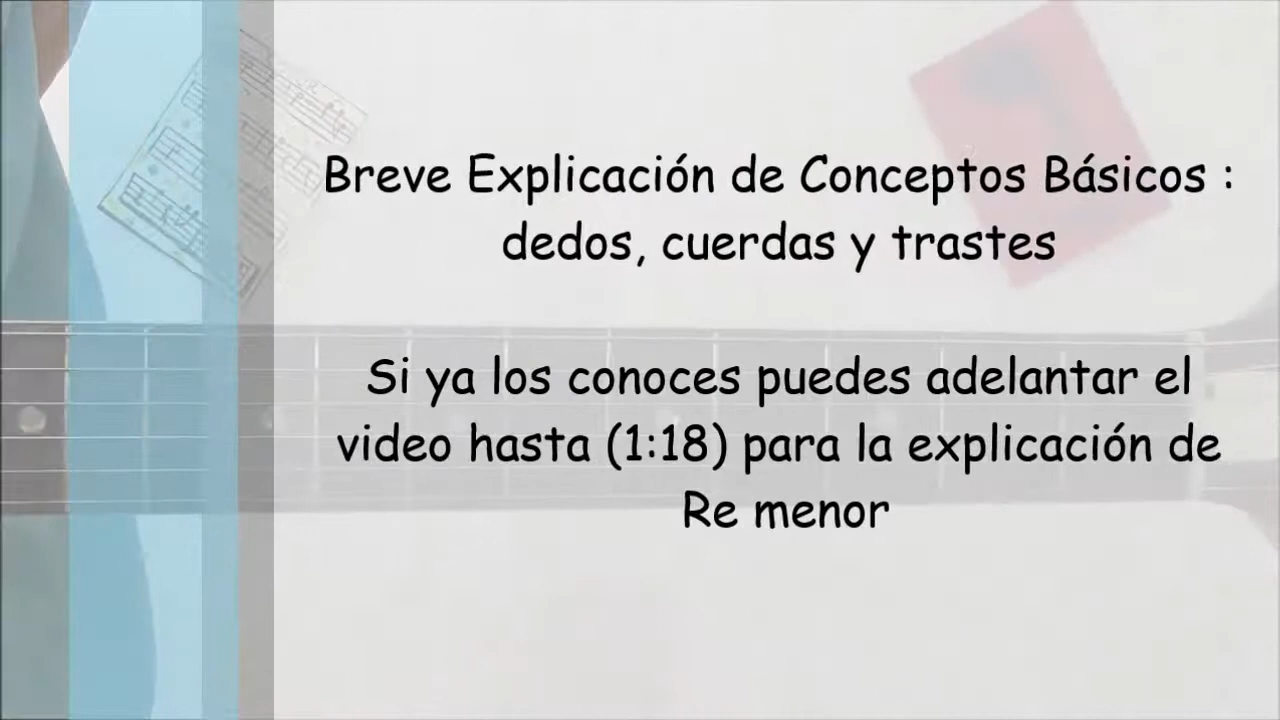 Breve Explicación de Conceptos Básicos :
dedos, cuerdas y trastes
Si ya los conoces puedes adelantar el
video hasta (1:18) para la explicación de
Re menor